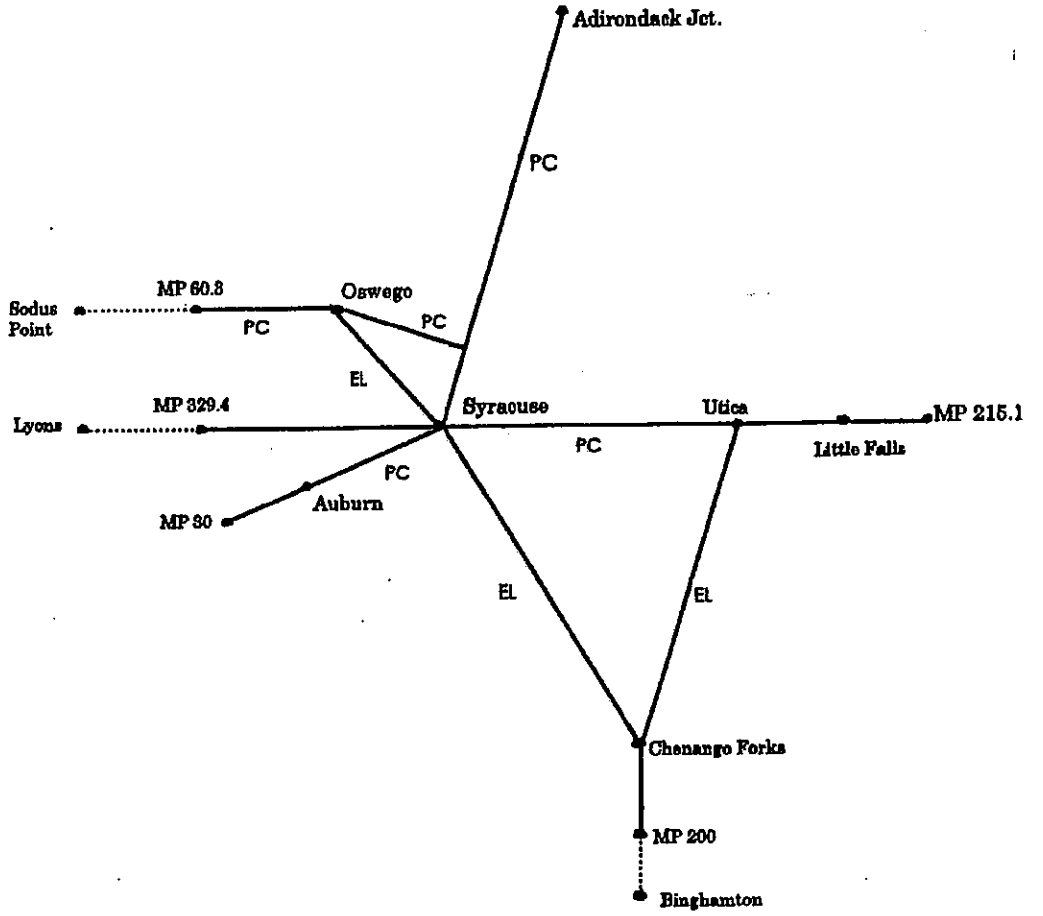 Adirondack Jct.
PC
MP 60.3
Oswego
Sodus
Point
PC
PC
EL
MP 329.4
Syracuse
Utica
MP 215.1
Lyons
PC
Little Falls
PC
Auburn
MP 30
EL
EL
Chenango Forks
MP 200
Binghamton